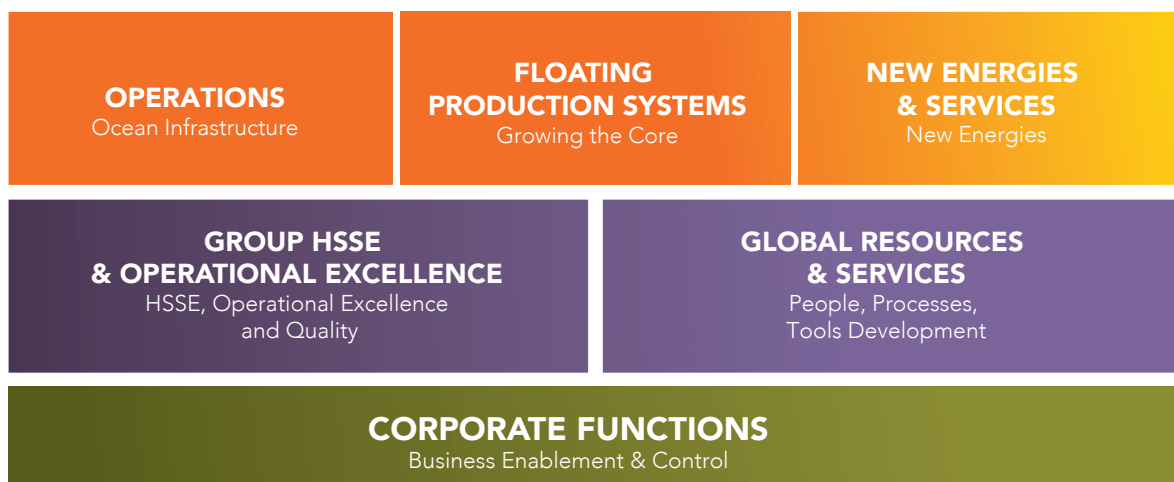 OPERATIONS
Ocean Infrastructure
FLOATING
PRODUCTION SYSTEMS
Growing the Core
NEW ENERGIES
& SERVICES
New Energies
GROUP HSSE
& OPERATIONAL EXCELLENCE
HSSE, Operational Excellence
and Quality
GLOBAL RESOURCES
& SERVICES
People, Processes,
Tools Development
CORPORATE FUNCTIONS
Business Enablement & Control